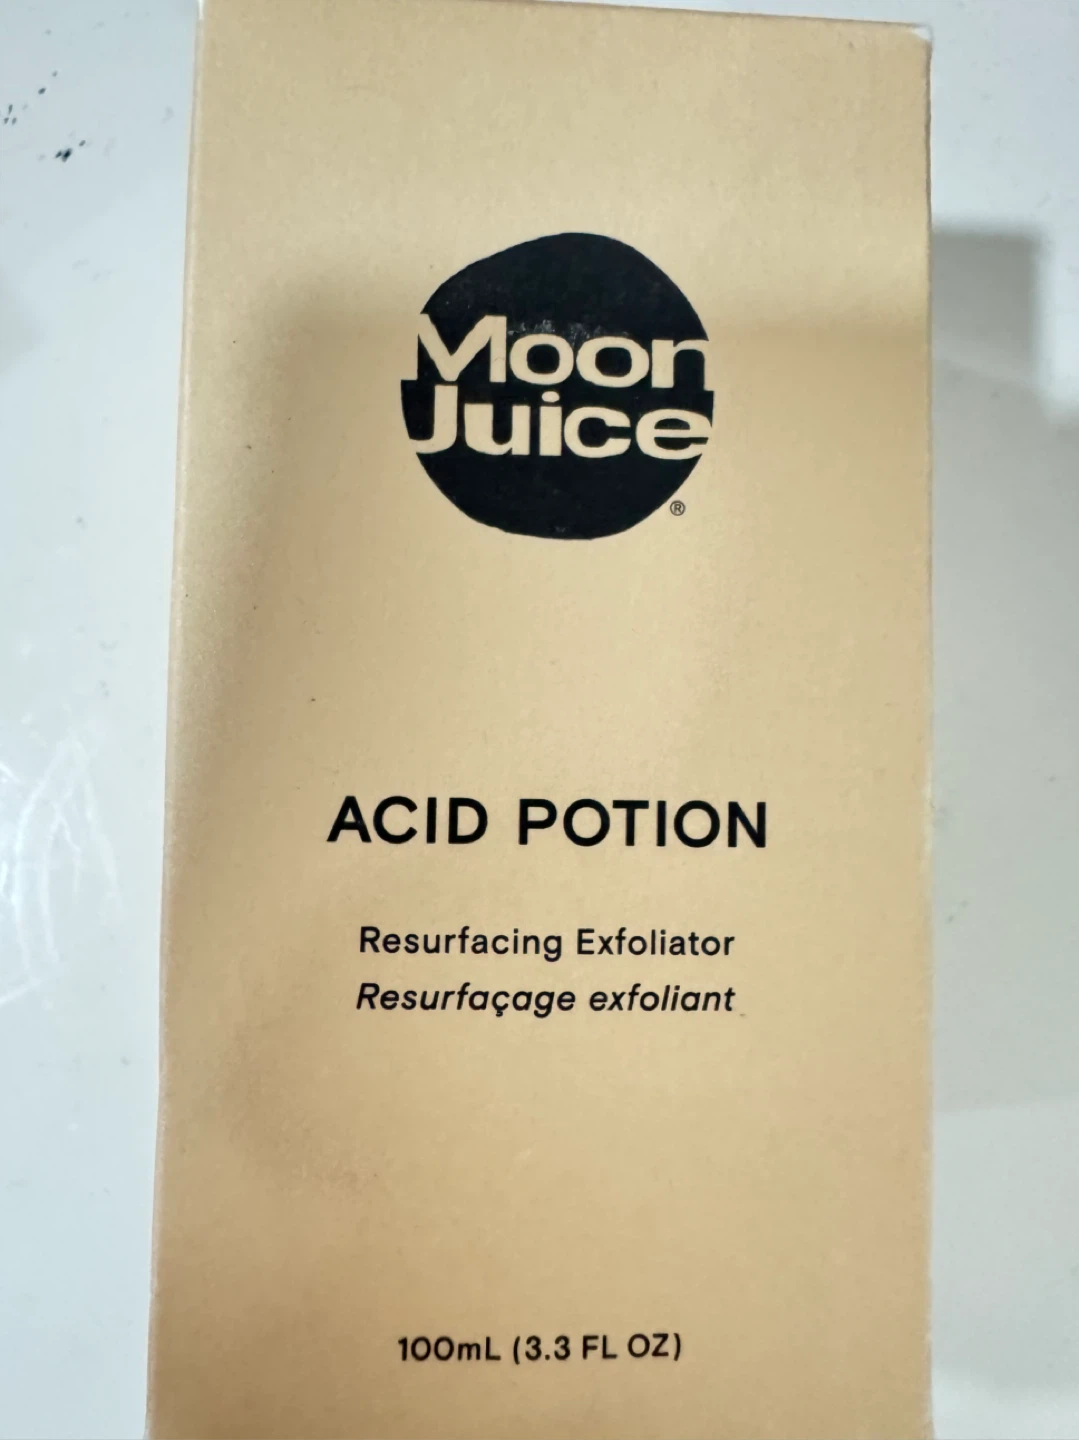 Moon
Juice
®
ACID POTION
Resurfacing Exfoliator
Resurfaçage exfoliant
100mL (3.3 FL OZ)